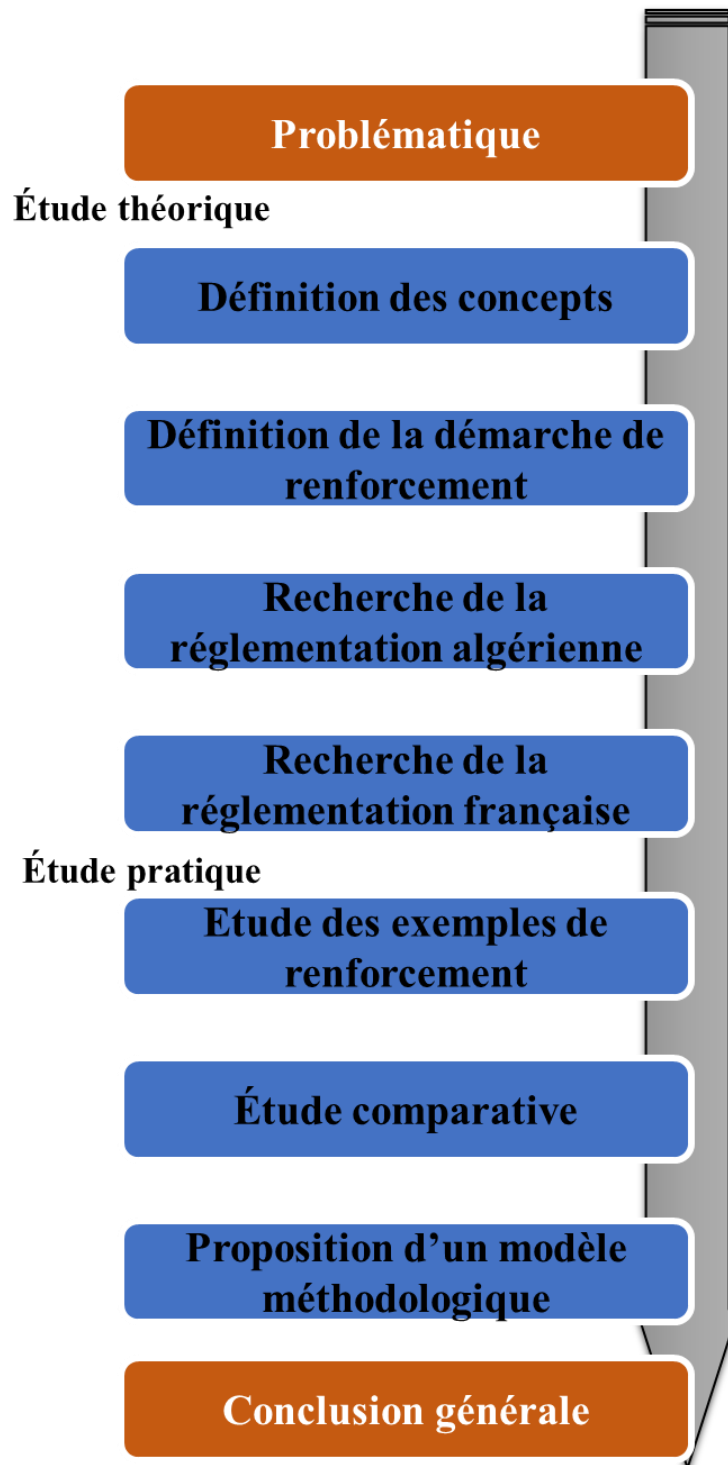 Problématique
Étude théorique
Définition des concepts
Définition de la démarche de
renforcement
Recherche de la
réglementation algérienne
Recherche de la
réglementation française
Étude pratique
Etude des exemples de
renforcement
Étude comparative
Proposition d’un modèle
méthodologique
Conclusion générale